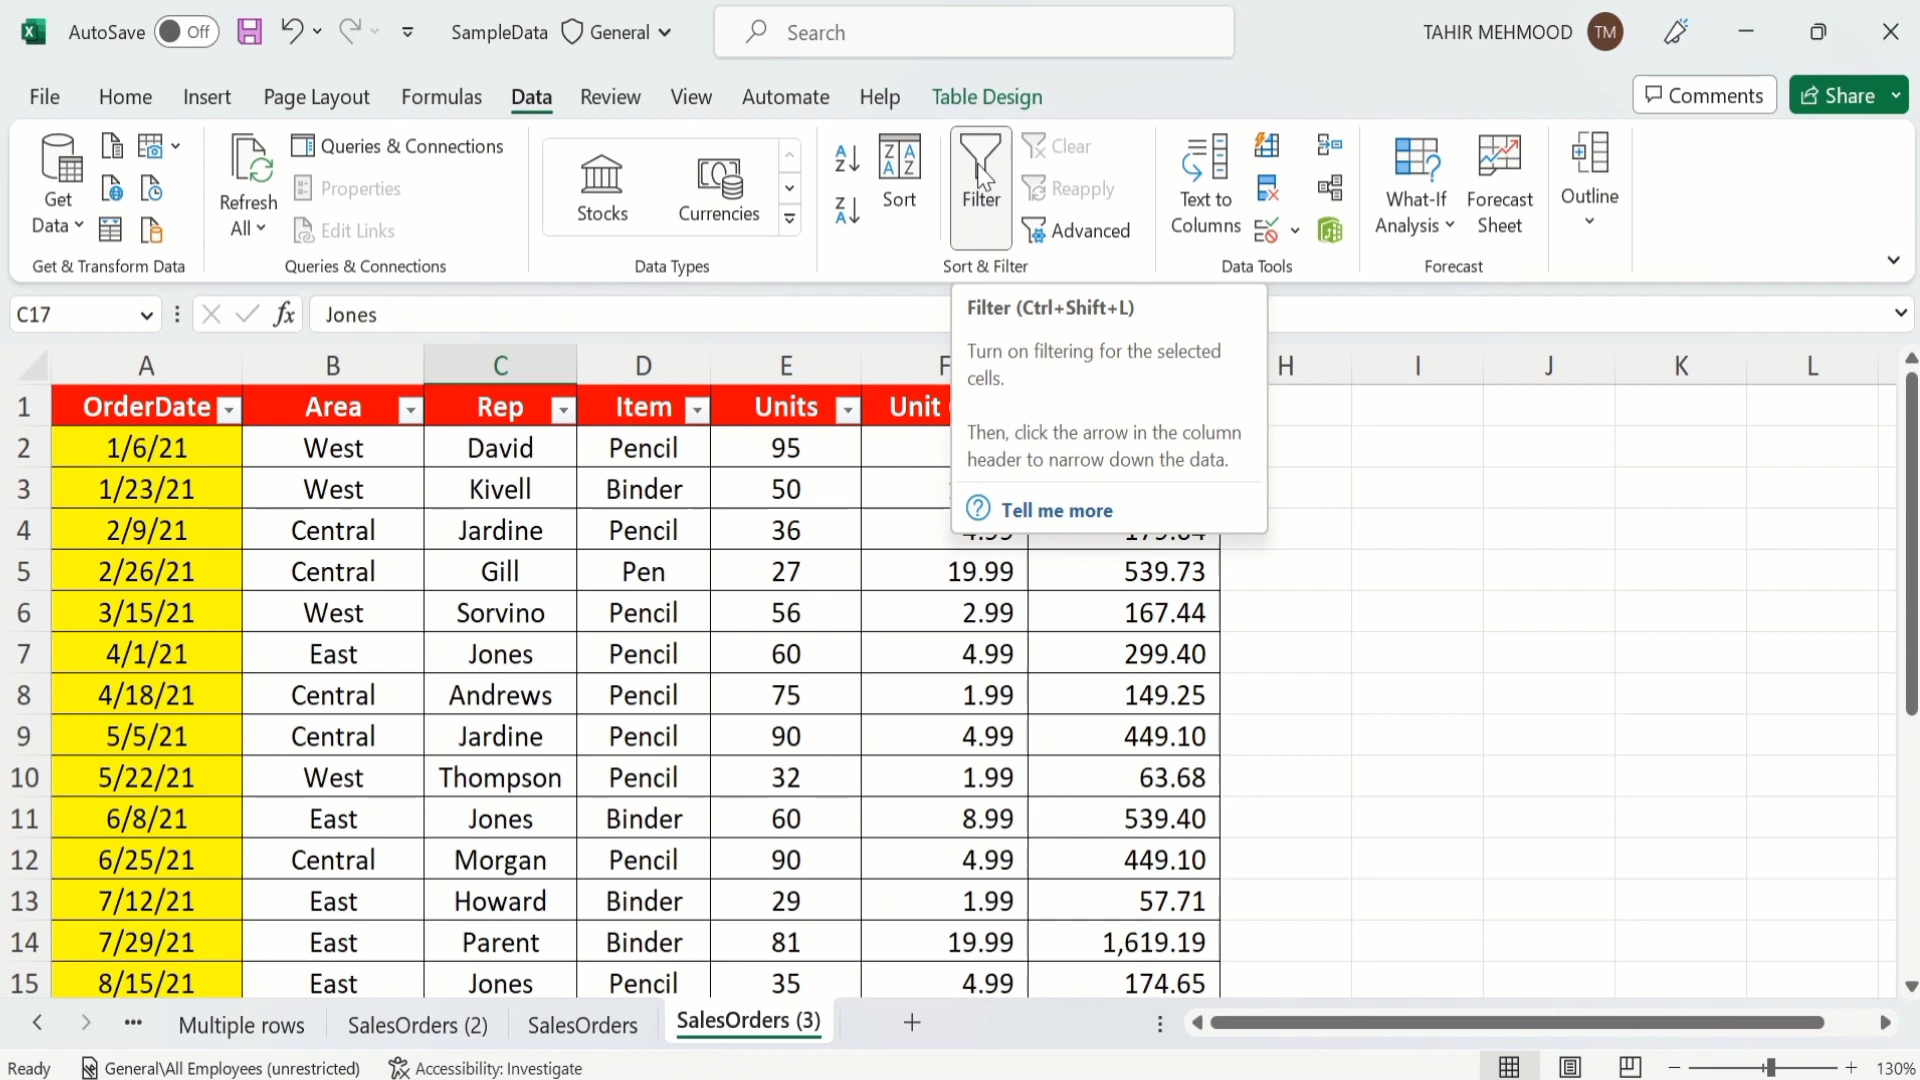 AutoSave Off SampleData General Search TAHIR MEHMOOD TM
File Home Insert Page Layout Formulas Data Review View Automate Help Table Design Comments Share
Get Data
Refresh All
Queries & Connections
Properties
Edit Links
Stocks
Currencies
A Z
Z A
Sort
Filter
Clear
Reapply
Advanced
Text to Columns
What-If Analysis
Forecast Sheet
Outline
Get & Transform Data Queries & Connections Data Types Sort & Filter Data Tools Forecast
C17 fx Jones
Filter (Ctrl+Shift+L)
Turn on filtering for the selected
cells.
Then, click the arrow in the column
header to narrow down the data.
Tell me more
A B C D E F H I J K L
1 OrderDate Area Rep Item Units Unit
2 1/6/21 West David Pencil 95
3 1/23/21 West Kivell Binder 50
4 2/9/21 Central Jardine Pencil 36
5 2/26/21 Central Gill Pen 27 19.99 539.73
6 3/15/21 West Sorvino Pencil 56 2.99 167.44
7 4/1/21 East Jones Pencil 60 4.99 299.40
8 4/18/21 Central Andrews Pencil 75 1.99 149.25
9 5/5/21 Central Jardine Pencil 90 4.99 449.10
10 5/22/21 West Thompson Pencil 32 1.99 63.68
11 6/8/21 East Jones Binder 60 8.99 539.40
12 6/25/21 Central Morgan Pencil 90 4.99 449.10
13 7/12/21 East Howard Binder 29 1.99 57.71
14 7/29/21 East Parent Binder 81 19.99 1,619.19
15 8/15/21 East Jones Pencil 35 4.99 174.65
Multiple rows SalesOrders (2) SalesOrders SalesOrders (3)
Ready General\All Employees (unrestricted) Accessibility: Investigate 130%